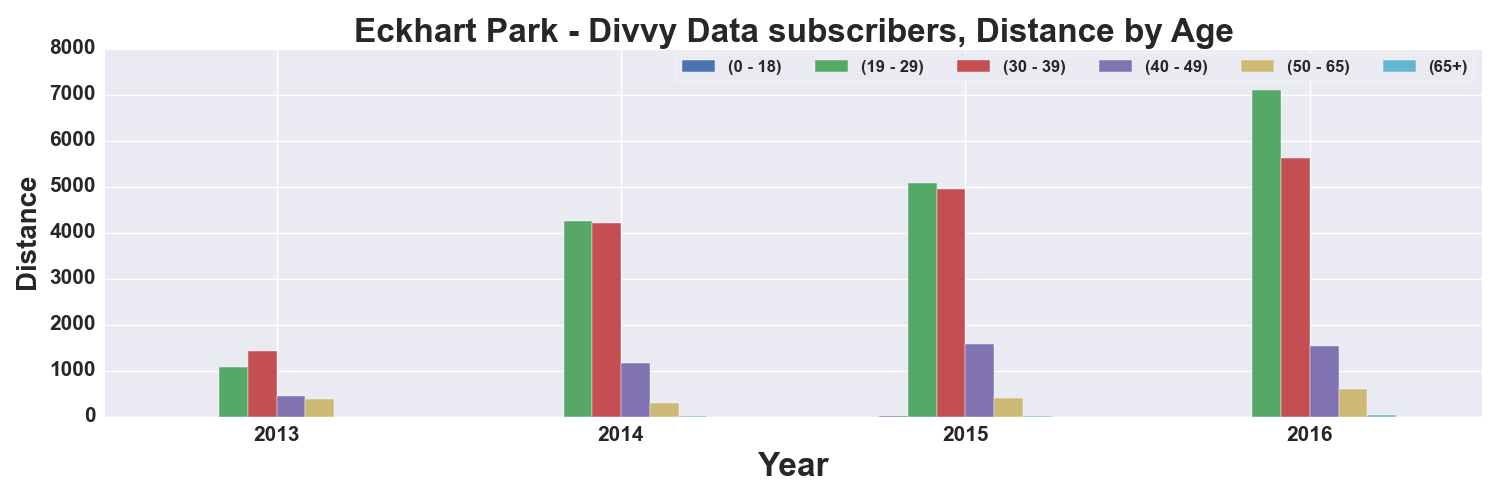 Eckhart Park - Divvy Data subscribers, Distance by Age
(0 - 18) (19 - 29) (30 - 39) (40 - 49) (50 - 65) (65+)
8000
7000
6000
5000
4000
3000
2000
1000
0
Distance
2013 2014 2015 2016
Year